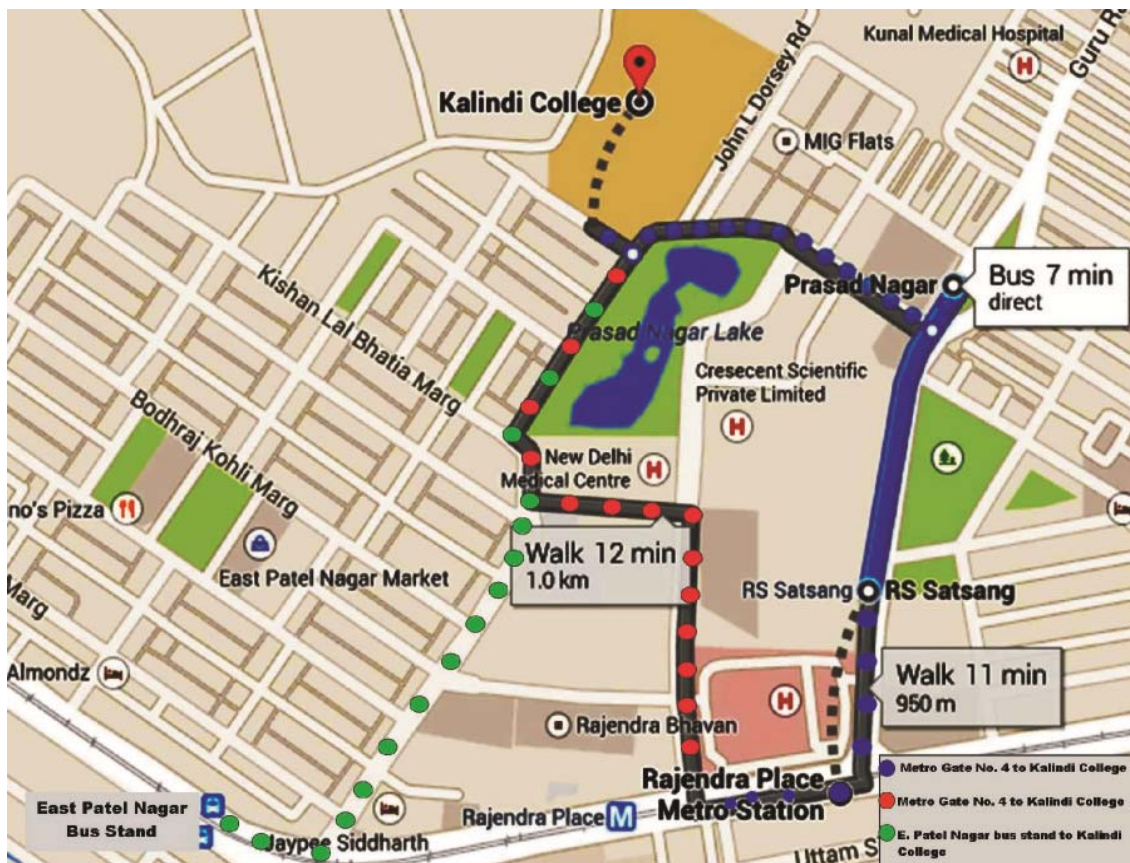 Kunal Medical Hospital
Guru
Kalindi College
John L Dorsey Rd
MIG Flats
Kishan Lal Bhatia Marg
Prasad Nagar
Bus 7 min
direct
Prasad Nagar Lake
Cresecent Scientific
Private Limited
Bodhraj Kohli Marg
New Delhi
Medical Centre
no's Pizza
East Patel Nagar Market
Walk 12 min
1.0 km
RS Satsang
RS Satsang
Marg
Almondz
Walk 11 min
950 m
Rajendra Bhavan
Rajendra Place
Metro Station
East Patel Nagar
Bus Stand
Jaypee Siddharth
Rajendra Place
M
Uttam S
Metro Gate No. 4 to Kalindi College
Metro Gate No. 4 to Kalindi College
E. Patel Nagar bus stand to Kalindi
College